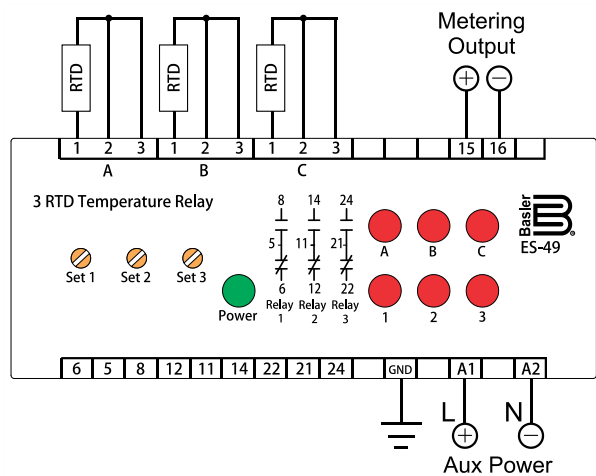 Metering
Output
RTD RTD RTD
+ −
1 2 3 1 2 3 1 2 3 15 16
A B C
3 RTD Temperature Relay
8 14 24
5 11 21
6 12 22
Relay Relay Relay
1 2 3
Set 1 Set 2 Set 3
Power
A B C
1 2 3
Basler
B
®
ES-49
6 5 8 12 11 14 22 21 24 GND A1 A2
L N
+ −
Aux Power